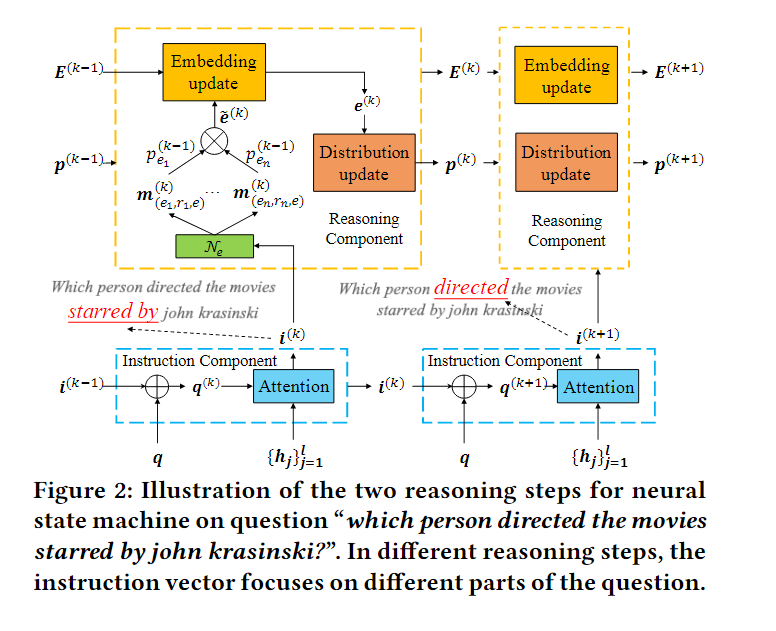 E^(k−1)
Embedding update
E^(k)
Embedding update
E^(k+1)
ẽ^(k)
e^(k)
p^(k−1)
p_{e_1}^(k−1)
p_{e_n}^(k−1)
Distribution update
p^(k)
Distribution update
p^(k+1)
m_{(e_1,r_1,e)}^(k) ⋯ m_{(e_n,r_n,e)}^(k)
Reasoning Component
Reasoning Component
𝒩_e
Which person directed the movies
starred by john krasinski
Which person directed the movies
starred by john krasinski
i^(k)
i^(k+1)
Instruction Component
Instruction Component
i^(k−1)
q^(k)
Attention
i^(k)
q^(k+1)
Attention
q
{h_j}_{j=1}^l
q
{h_j}_{j=1}^l
Figure 2: Illustration of the two reasoning steps for neural
state machine on question “which person directed the movies
starred by john krasinski?”. In different reasoning steps, the
instruction vector focuses on different parts of the question.